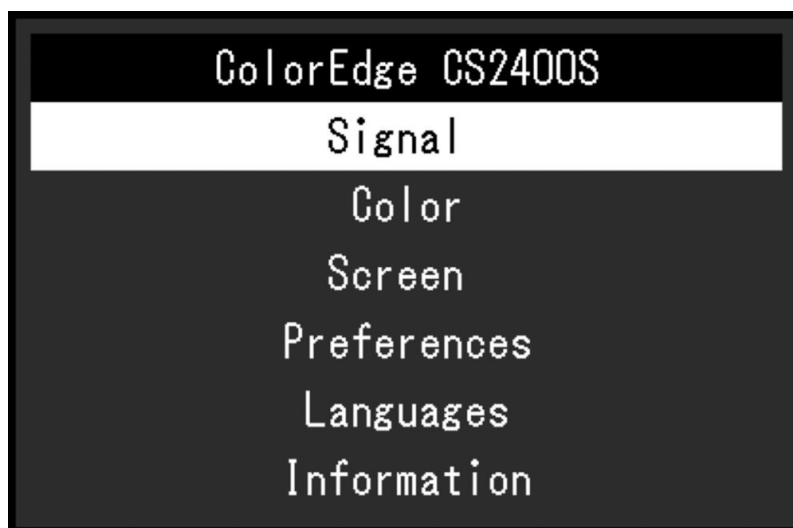 ColorEdge CS2400S
Signal
Color
Screen
Preferences
Languages
Information